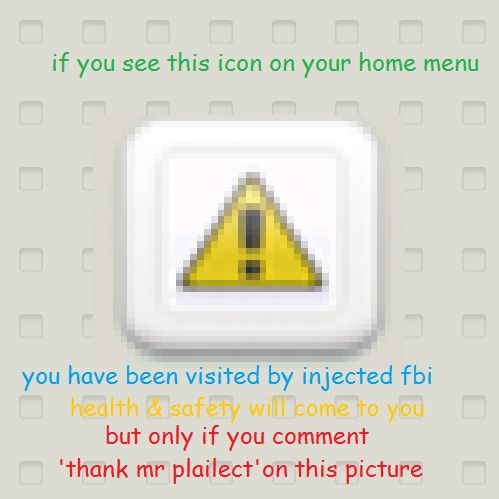 if you see this icon on your home menu
you have been visited by injected fbi
health & safety will come to you
but only if you comment
'thank mr plailect'on this picture